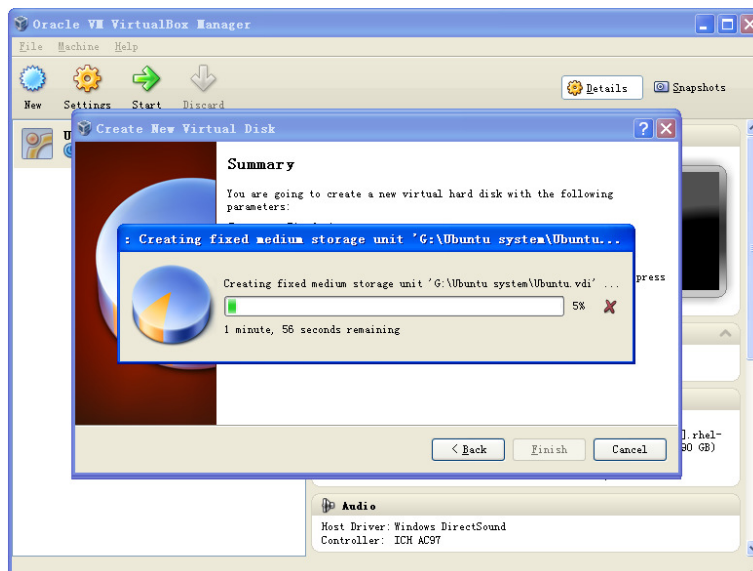 Oracle VM VirtualBox Manager
File Machine Help
New Settings Start Discard
Details Snapshots
Create New Virtual Disk
Summary
You are going to create a new virtual hard disk with the following
parameters:
: Creating fixed medium storage unit 'G:\Ubuntu system\Ubuntu...
Creating fixed medium storage unit 'G:\Ubuntu system\Ubuntu.vdi' ...
press
5%
1 minute, 56 seconds remaining
].rhel-
90 GB)
< Back Finish Cancel
Audio
Host Driver: Windows DirectSound
Controller: ICH AC97